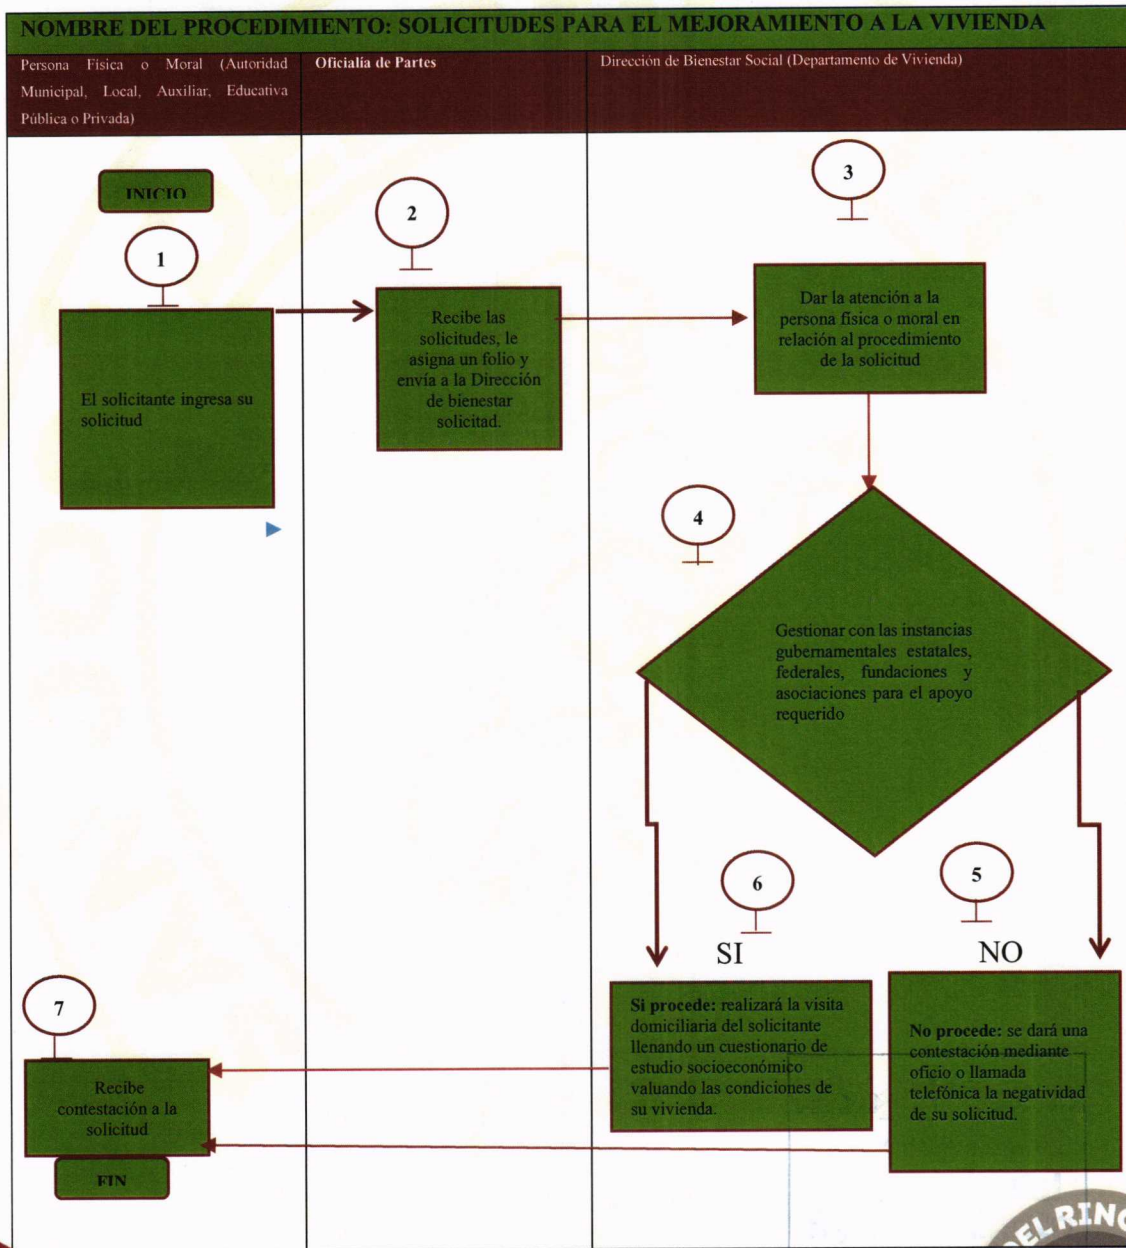 NOMBRE DEL PROCEDIMIENTO: SOLICITUDES PARA EL MEJORAMIENTO A LA VIVIENDA
Persona Física o Moral (Autoridad
Municipal, Local, Auxiliar, Educativa
Pública o Privada)
Oficialía de Partes
Dirección de Bienestar Social (Departamento de Vivienda)
INICIO
1
El solicitante ingresa su
solicitud
2
Recibe las
solicitudes, le
asigna un folio y
envía a la Dirección
de bienestar
solicitad.
3
Dar la atención a la
persona física o moral en
relación al procedimiento
de la solicitud
4
Gestionar con las instancias
gubernamentales estatales,
federales, fundaciones y
asociaciones para el apoyo
requerido
6
5
SI
NO
Si procede: realizará la visita
domiciliaria del solicitante
llenando un cuestionario de
estudio socioeconómico
valuando las condiciones de
su vivienda.
No procede: se dará una
contestación mediante
oficio o llamada
telefónica la negatividad
de su solicitud.
7
Recibe
contestación a la
solicitud
FIN
DEL RINC